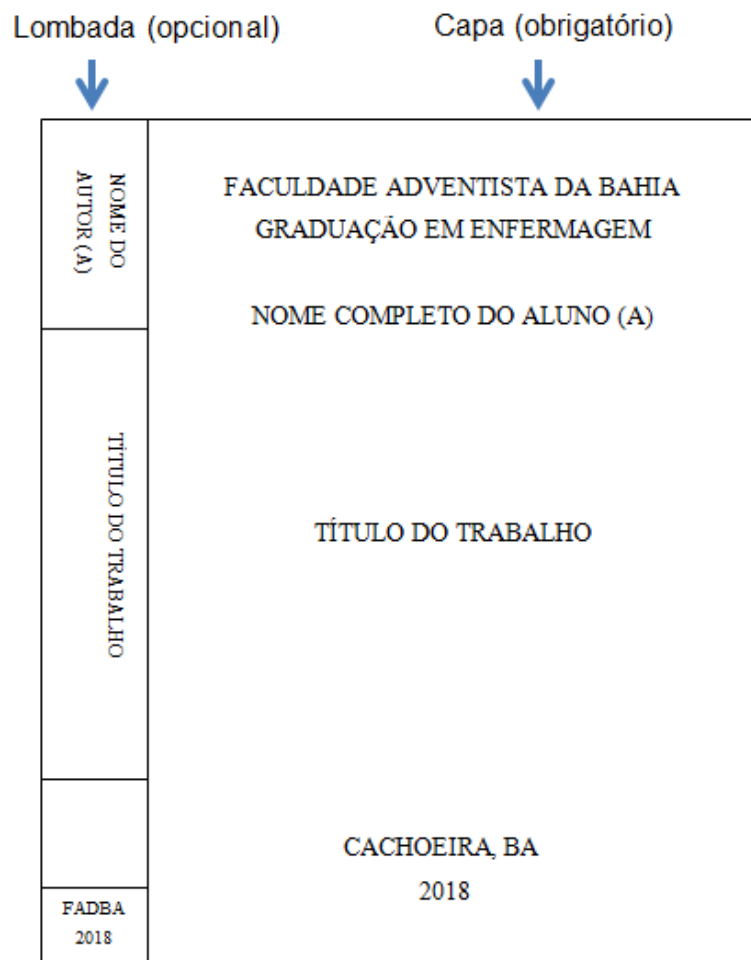 Lombada (opcional)
Capa (obrigatório)
NOME DO
AUTOR (A)
TÍTULO DO TRABALHO
FADBA
2018
FACULDADE ADVENTISTA DA BAHIA
GRADUAÇÃO EM ENFERMAGEM
NOME COMPLETO DO ALUNO (A)
TÍTULO DO TRABALHO
CACHOEIRA, BA
2018